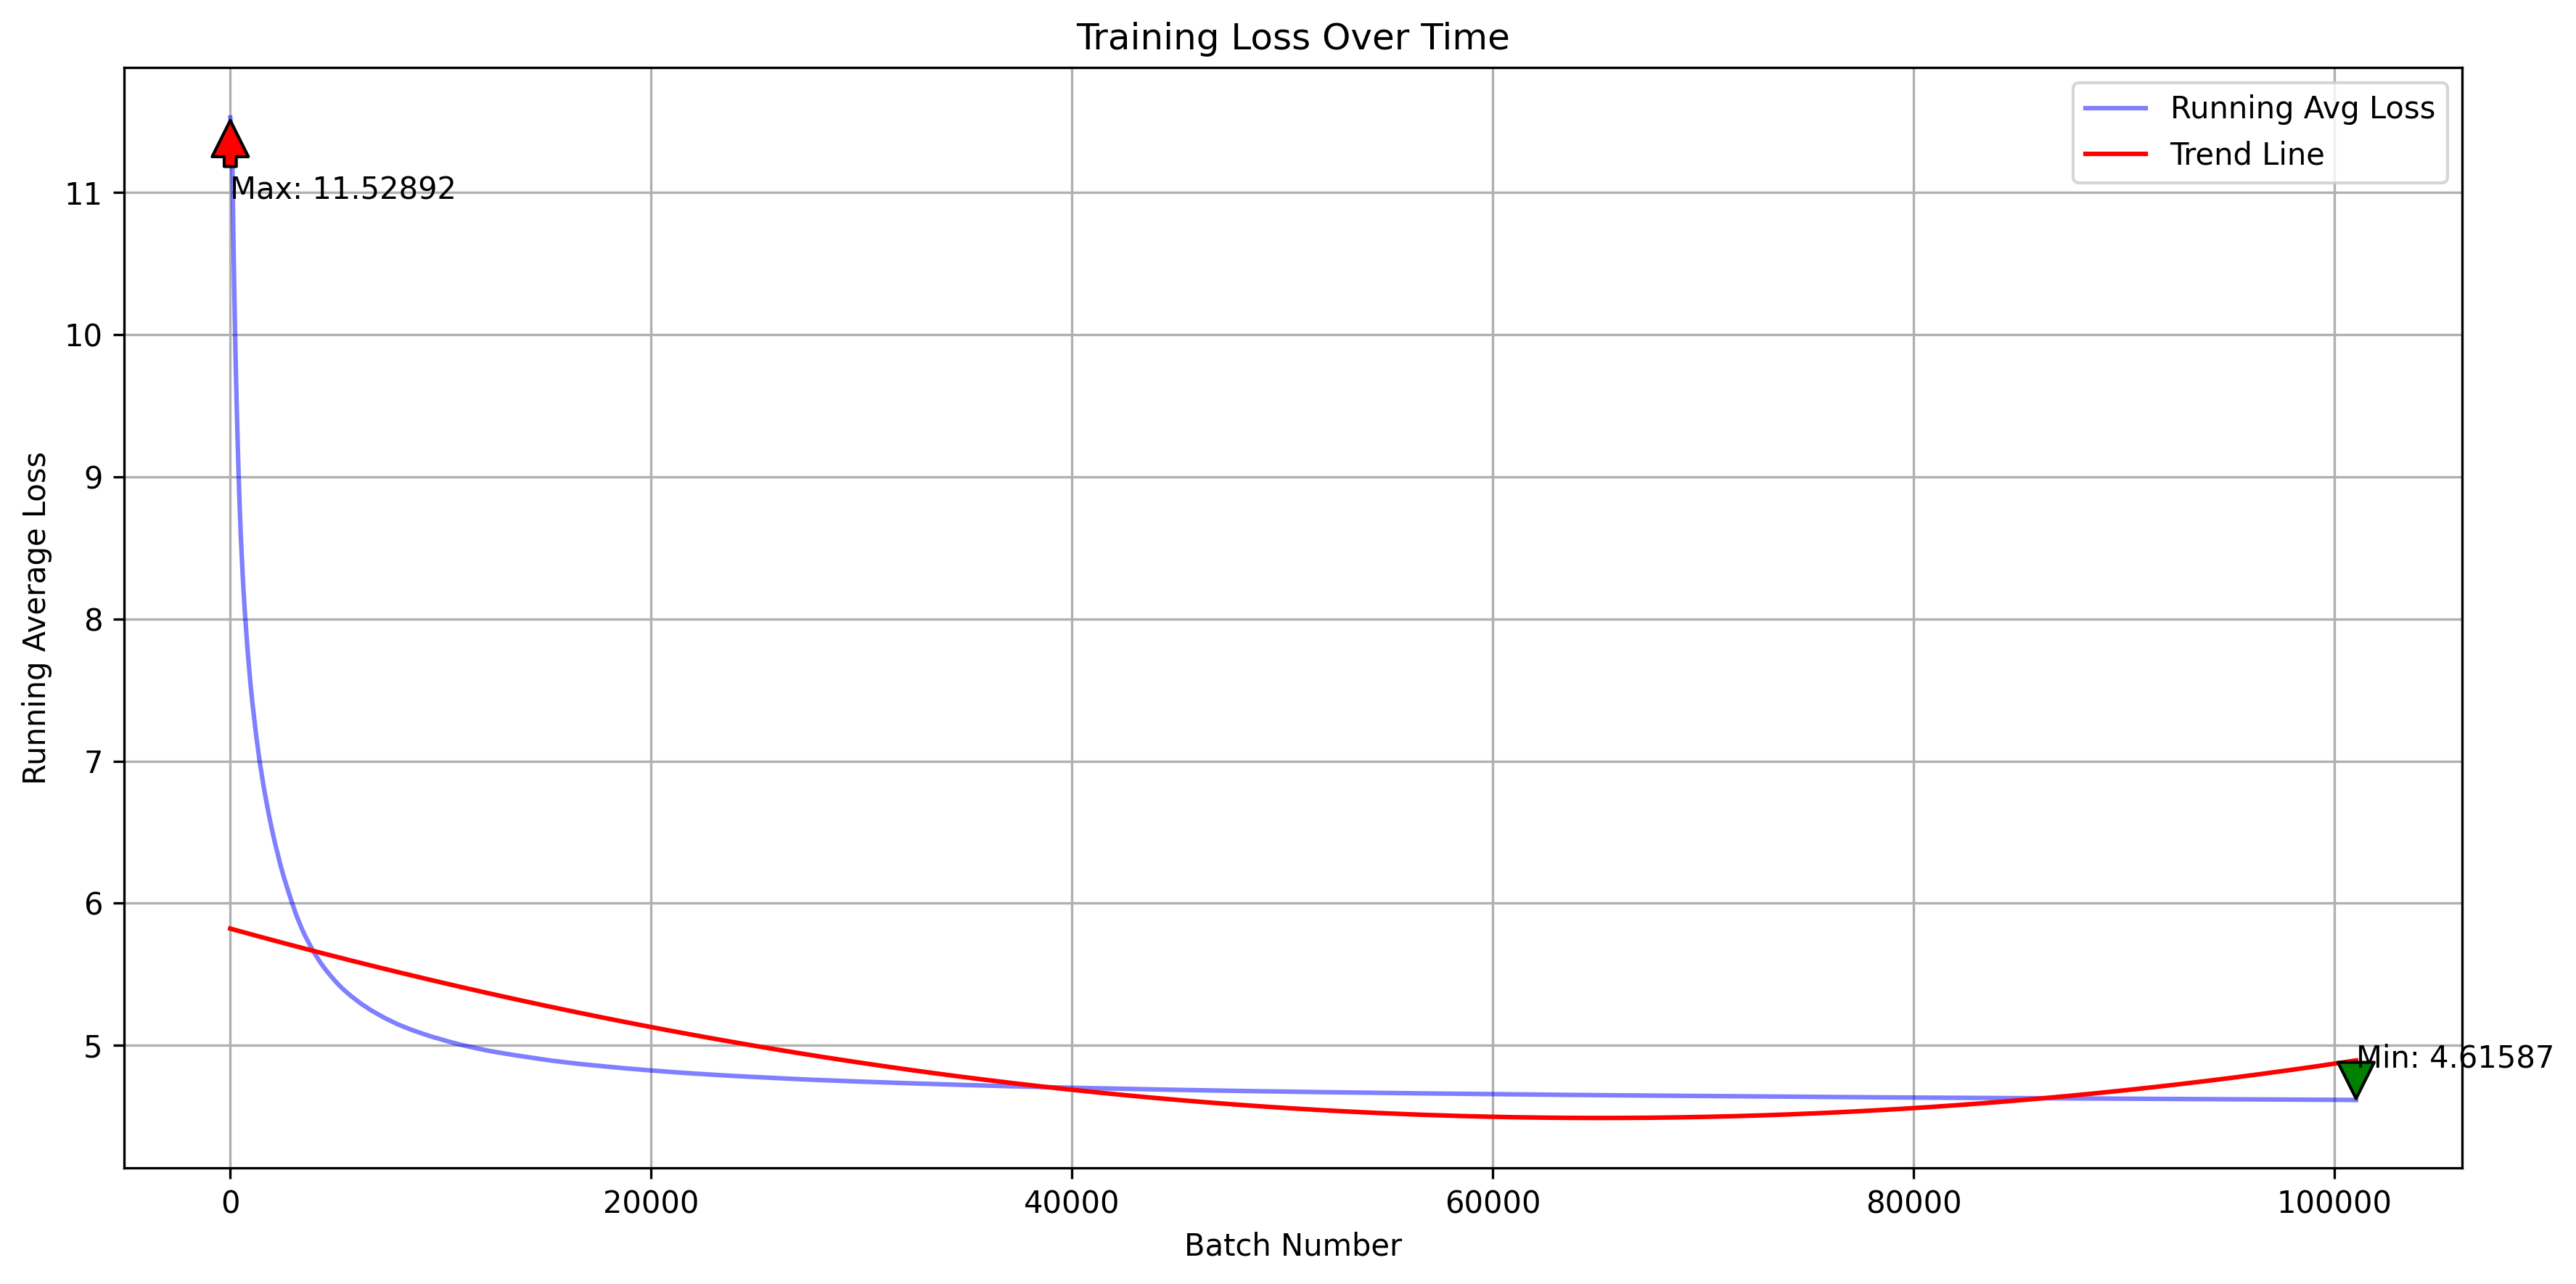 Training Loss Over Time
Running Avg Loss
Trend Line
Max: 11.52892
11
10
9
8
7
6
5
Running Average Loss
Min: 4.61587
0
20000
40000
60000
80000
100000
Batch Number